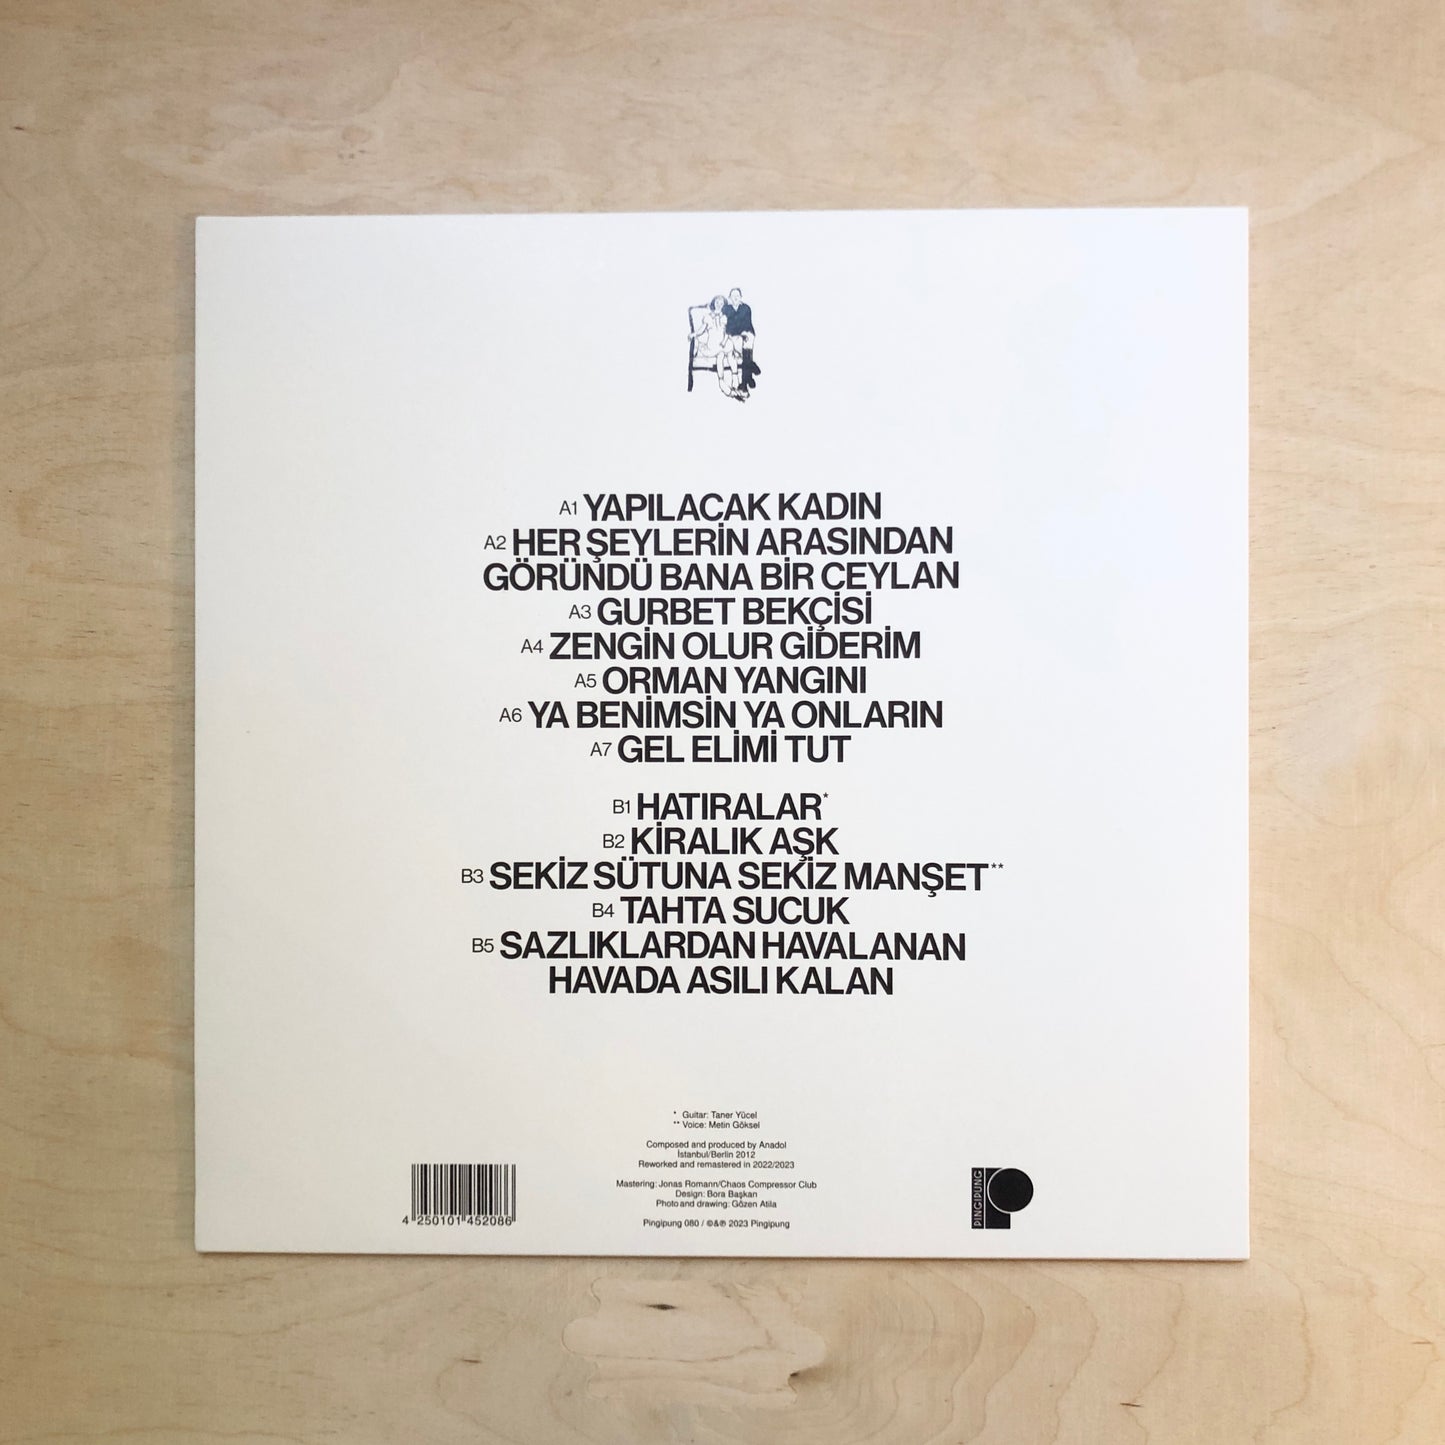 A1 YAPILACAK KADIN
A2 HER ŞEYLERİN ARASINDAN
GÖRÜNDÜ BANA BİR CEYLAN
A3 GURBET BEKÇİSİ
A4 ZENGİN OLUR GİDERİM
A5 ORMAN YANGINI
A6 YA BENİMSİN YA ONLARIN
A7 GEL ELİMİ TUT
B1 HATIRALAR*
B2 KİRALIK AŞK
B3 SEKİZ SÜTUNA SEKİZ MANŞET**
B4 TAHTA SUCUK
B5 SAZLIKLARDAN HAVALANAN
HAVADA ASILI KALAN
* Guitar: Taner Yücel
** Voice: Metin Göksel
Composed and produced by Anadol
İstanbul/Berlin 2012
Reworked and remastered in 2022/2023
Mastering: Jonas Romann/Chaos Compressor Club
Design: Bora Başkan
Photo and drawing: Gözen Atila
Pingipung 080 / ©&℗ 2023 Pingipung
4 250101 452086
PINGIPUNG